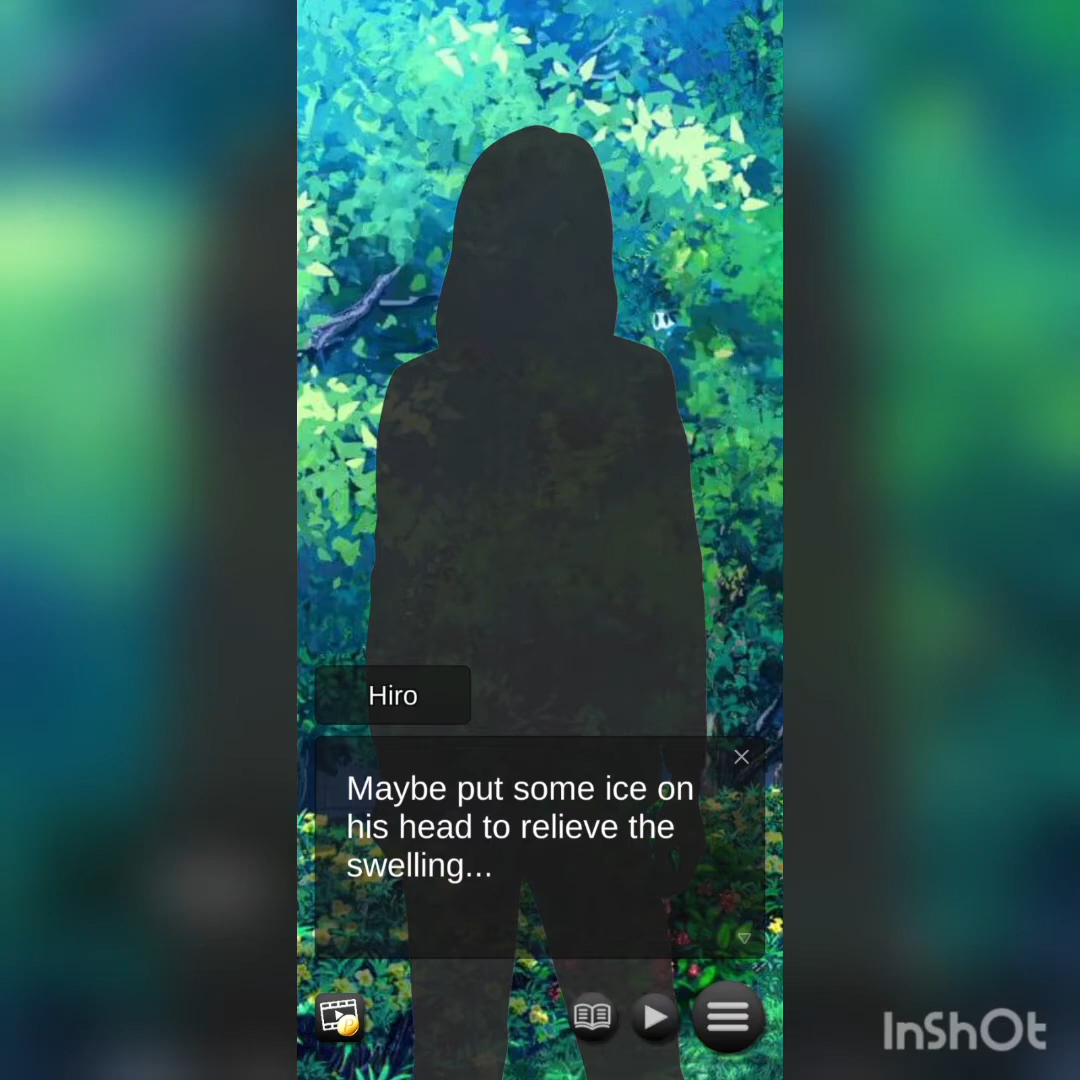 Hiro
Maybe put some ice on
his head to relieve the
swelling...
P
InShOt